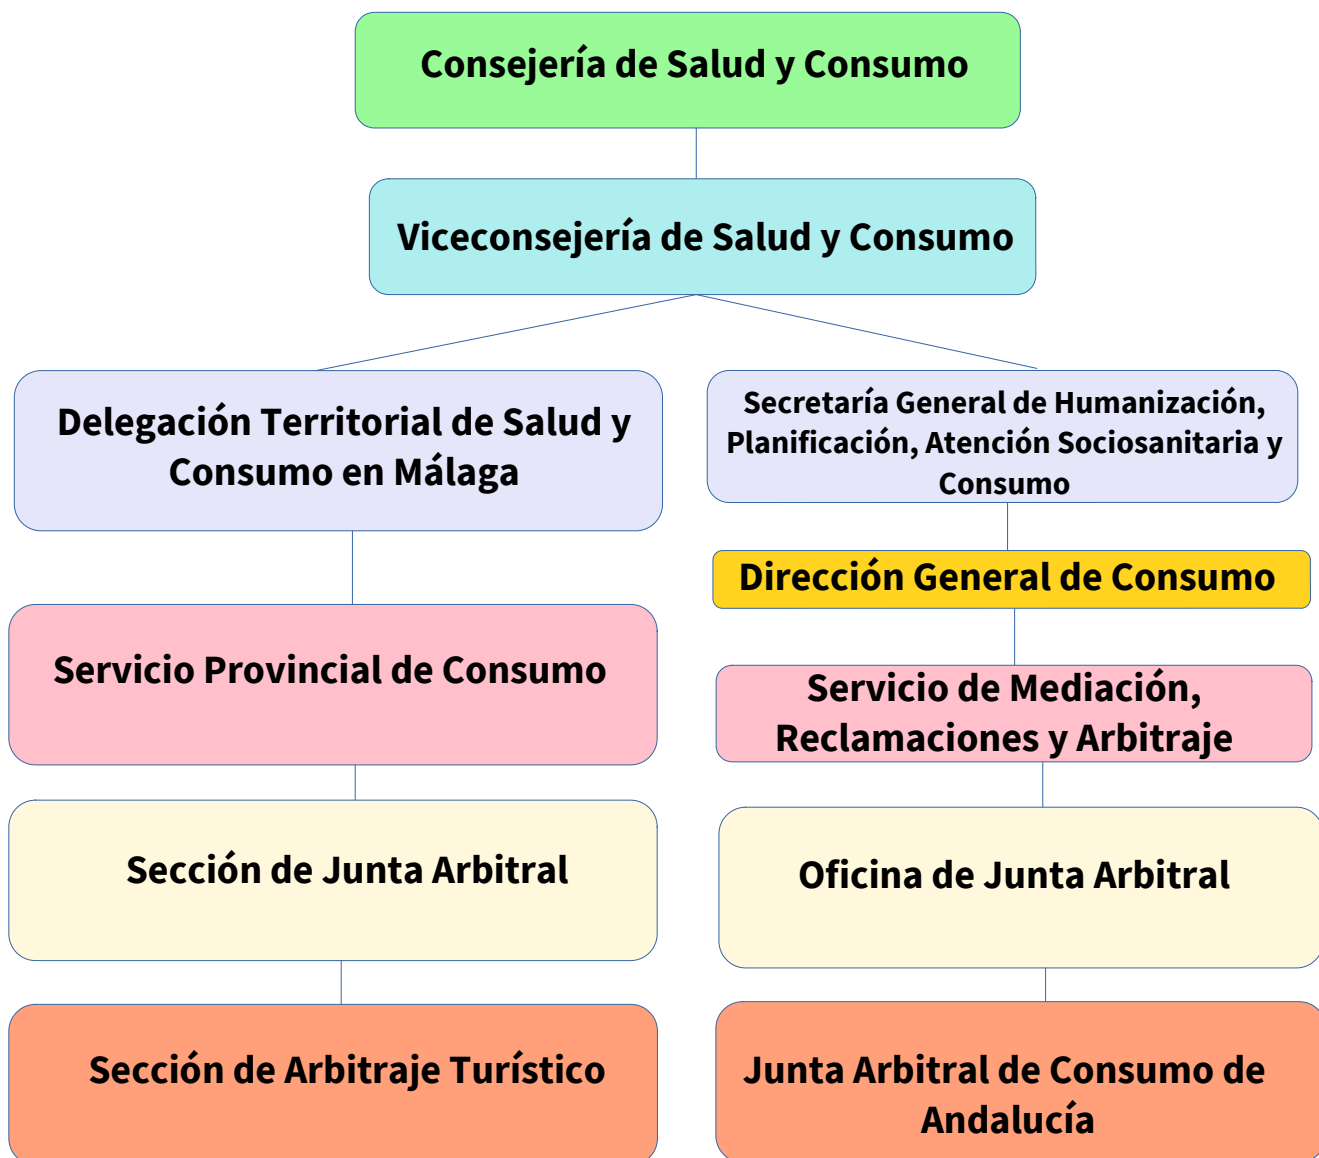 Consejería de Salud y Consumo
Viceconsejería de Salud y Consumo
Delegación Territorial de Salud y
Consumo en Málaga
Secretaría General de Humanización,
Planificación, Atención Sociosanitaria y
Consumo
Dirección General de Consumo
Servicio Provincial de Consumo
Servicio de Mediación,
Reclamaciones y Arbitraje
Sección de Junta Arbitral
Oficina de Junta Arbitral
Sección de Arbitraje Turístico
Junta Arbitral de Consumo de
Andalucía